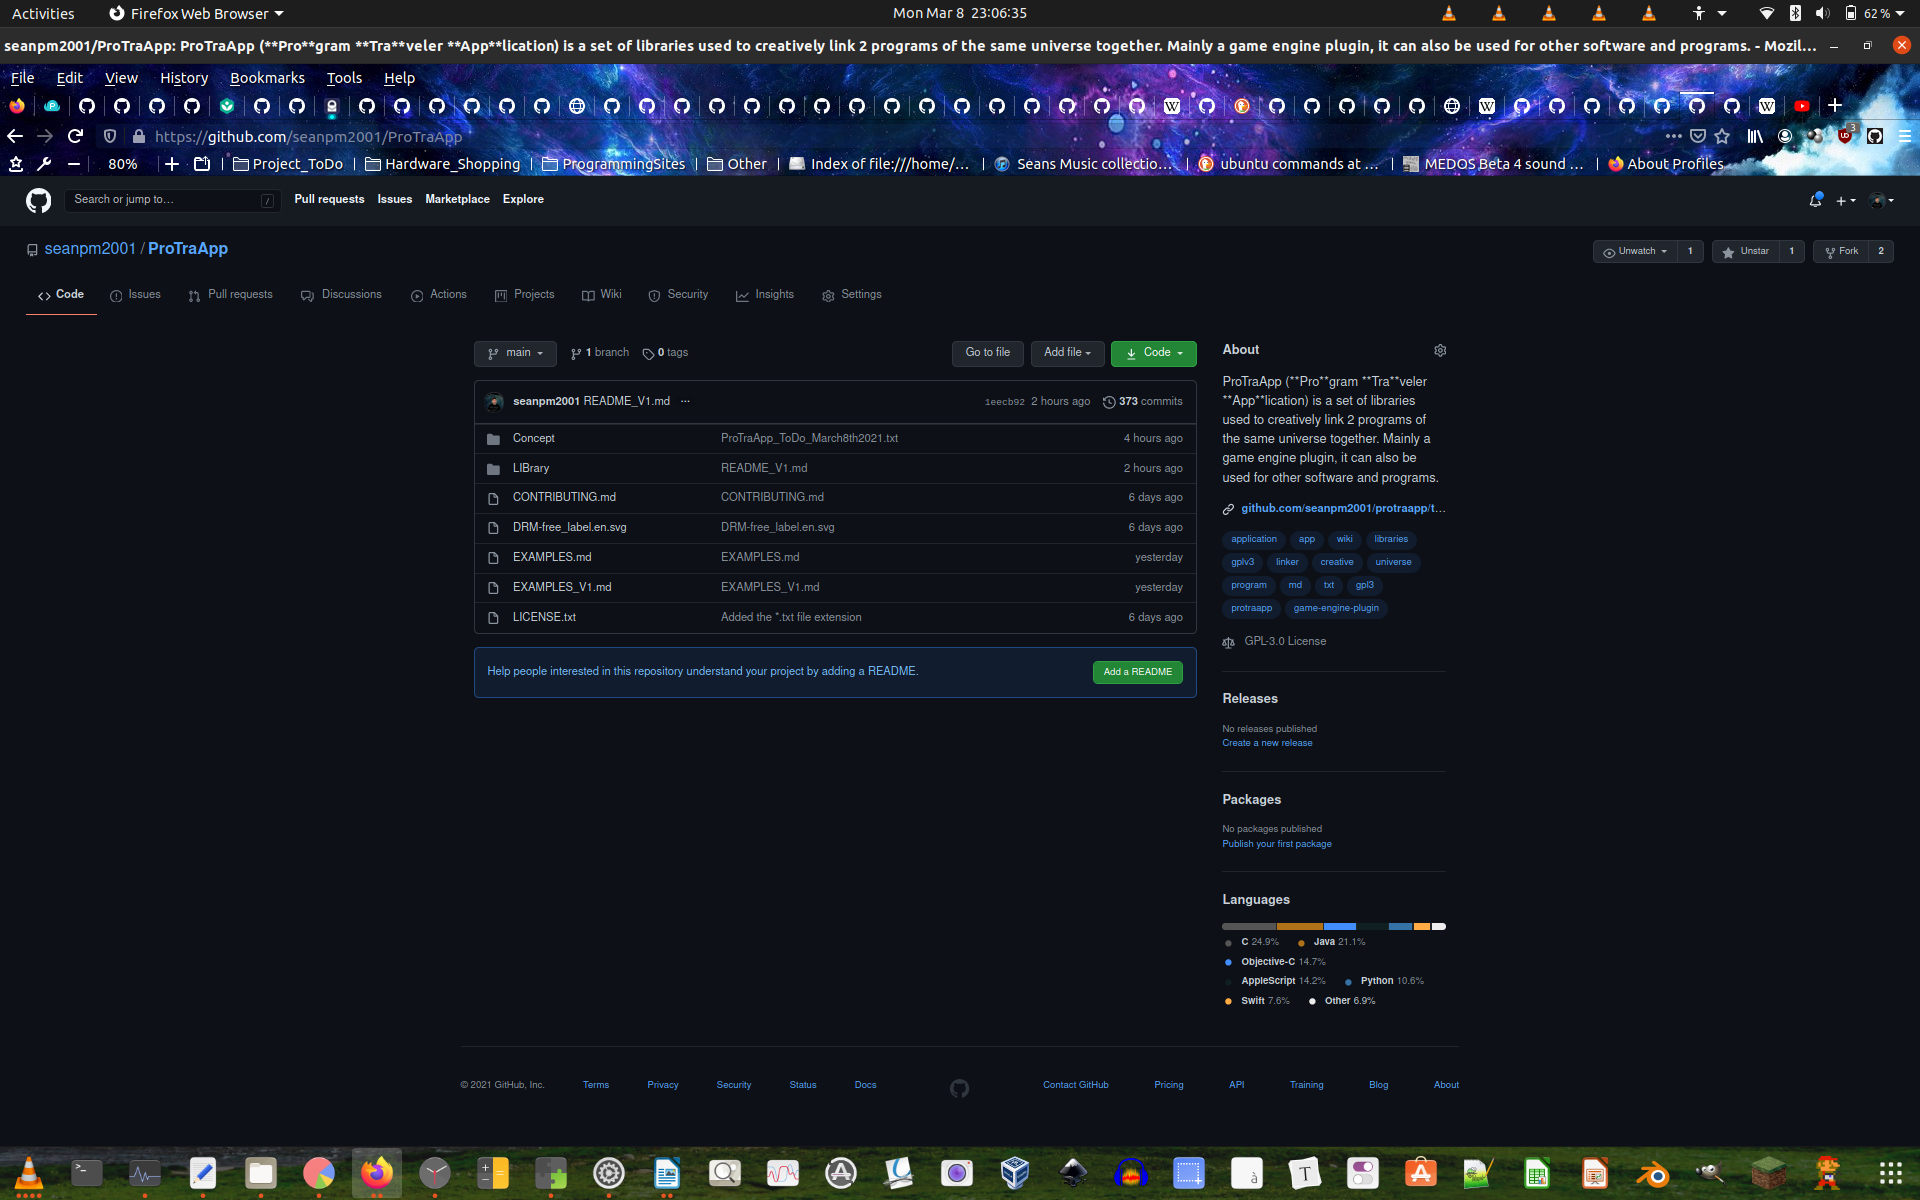 Activities
Firefox Web Browser
Mon Mar 8 23:06:35
62 %
seanpm2001/ProTraApp: ProTraApp (**Pro**gram **Tra**veler **App**lication) is a set of libraries used to creatively link 2 programs of the same universe together. Mainly a game engine plugin, it can also be used for other software and programs. - Mozil...
File Edit View History Bookmarks Tools Help
https://github.com/seanpm2001/ProTraApp
3
80%
Project_ToDo
Hardware_Shopping
ProgrammingSites
Other
Index of file:///home/...
Seans Music collectio...
ubuntu commands at ...
MEDOS Beta 4 sound ...
About Profiles
Search or jump to...
/
Pull requests Issues Marketplace Explore
seanpm2001 / ProTraApp
Unwatch 1
Unstar 1
Fork 2
Code
Issues
Pull requests
Discussions
Actions
Projects
Wiki
Security
Insights
Settings
main
1 branch
0 tags
Go to file
Add file
Code
seanpm2001 README_V1.md ...
1eecb92 2 hours ago 373 commits
Concept ProTraApp_ToDo_March8th2021.txt 4 hours ago
LIBrary README_V1.md 2 hours ago
CONTRIBUTING.md CONTRIBUTING.md 6 days ago
DRM-free_label.en.svg DRM-free_label.en.svg 6 days ago
EXAMPLES.md EXAMPLES.md yesterday
EXAMPLES_V1.md EXAMPLES_V1.md yesterday
LICENSE.txt Added the *.txt file extension 6 days ago
Help people interested in this repository understand your project by adding a README.
Add a README
About
ProTraApp (**Pro**gram **Tra**veler
**App**lication) is a set of libraries
used to creatively link 2 programs of
the same universe together. Mainly a
game engine plugin, it can also be
used for other software and programs.
github.com/seanpm2001/protraapp/t...
application app wiki libraries
gplv3 linker creative universe
program md txt gpl3
protraapp game-engine-plugin
GPL-3.0 License
Releases
No releases published
Create a new release
Packages
No packages published
Publish your first package
Languages
C 24.9% Java 21.1%
Objective-C 14.7%
AppleScript 14.2% Python 10.6%
Swift 7.6% Other 6.9%
© 2021 GitHub, Inc. Terms Privacy Security Status Docs Contact GitHub Pricing API Training Blog About